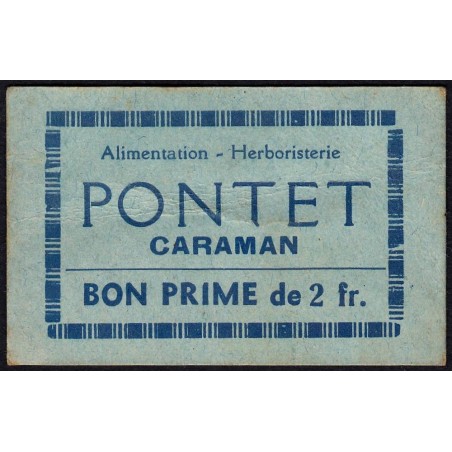 Alimentation - Herboristerie
PONTET
CARAMAN
BON PRIME de 2 fr.